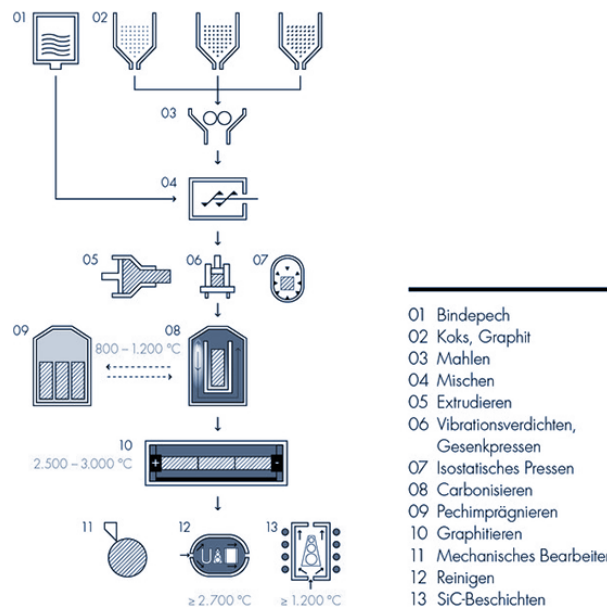 01
02
03
04
05
06
07
09
800 – 1.200 °C
08
10
2.500 – 3.000 °C
+
-
11
12
13
≥ 2.700 °C
≥ 1.200 °C
01 Bindepech
02 Koks, Graphit
03 Mahlen
04 Mischen
05 Extrudieren
06 Vibrationsverdichten,
Gesenkpressen
07 Isostatisches Pressen
08 Carbonisieren
09 Pechimprägnieren
10 Graphitieren
11 Mechanisches Bearbeiten
12 Reinigen
13 SiC-Beschichten